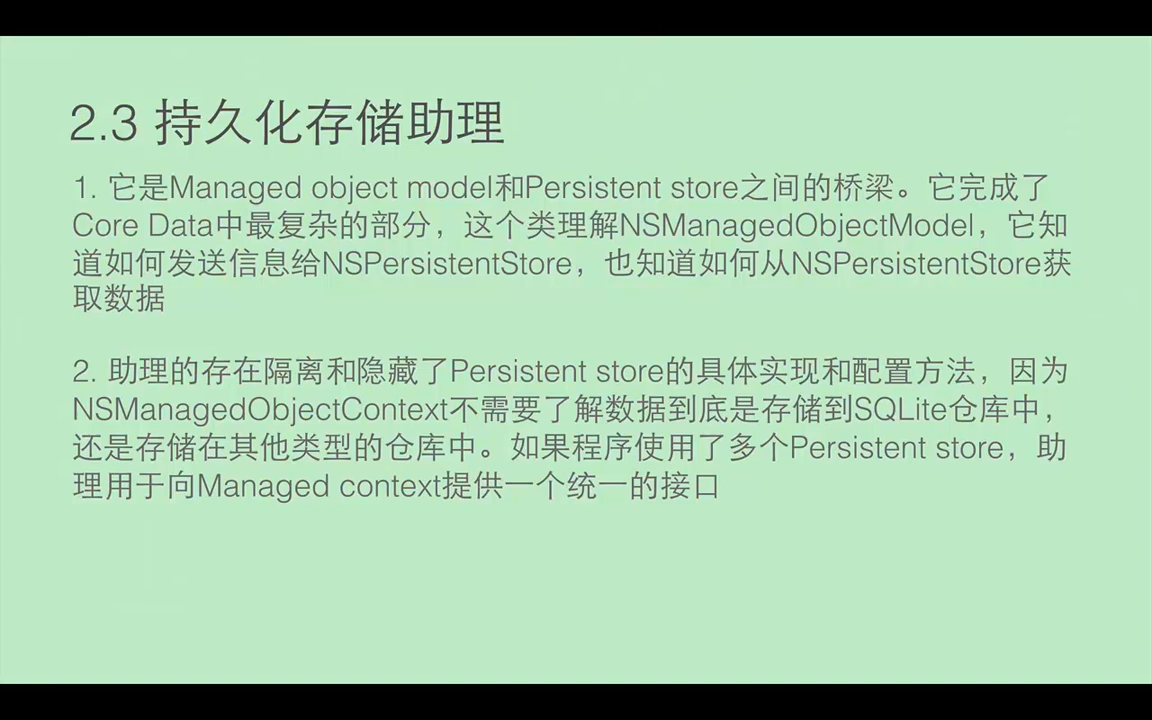 2.3 持久化存储助理
1. 它是Managed object model和Persistent store之间的桥梁。它完成了
Core Data中最复杂的部分，这个类理解NSManagedObjectModel，它知
道如何发送信息给NSPersistentStore，也知道如何从NSPersistentStore获
取数据
2. 助理的存在隔离和隐藏了Persistent store的具体实现和配置方法，因为
NSManagedObjectContext不需要了解数据到底是存储到SQLite仓库中，
还是存储在其他类型的仓库中。如果程序使用了多个Persistent store，助
理用于向Managed context提供一个统一的接口